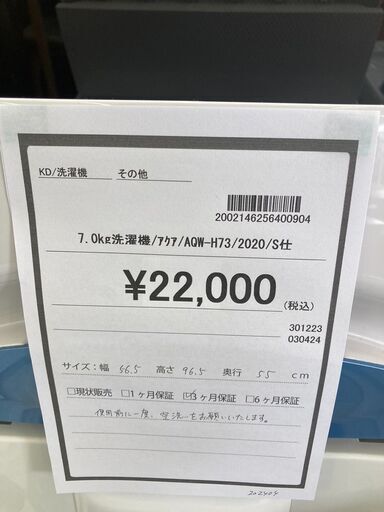 KD/洗濯機 その他
2002146256400904
7.0kg洗濯機/ｱｸｱ/AQW-H73/2020/S仕
¥22,000(税込)
301223
030424
サイズ:幅 56.5 高さ 96.5 奥行 55 cm
□現状販売 □1ヶ月保証 ☑3ヶ月保証 □6ヶ月保証
使用前に一度、空洗いをお願いいたします。
202404